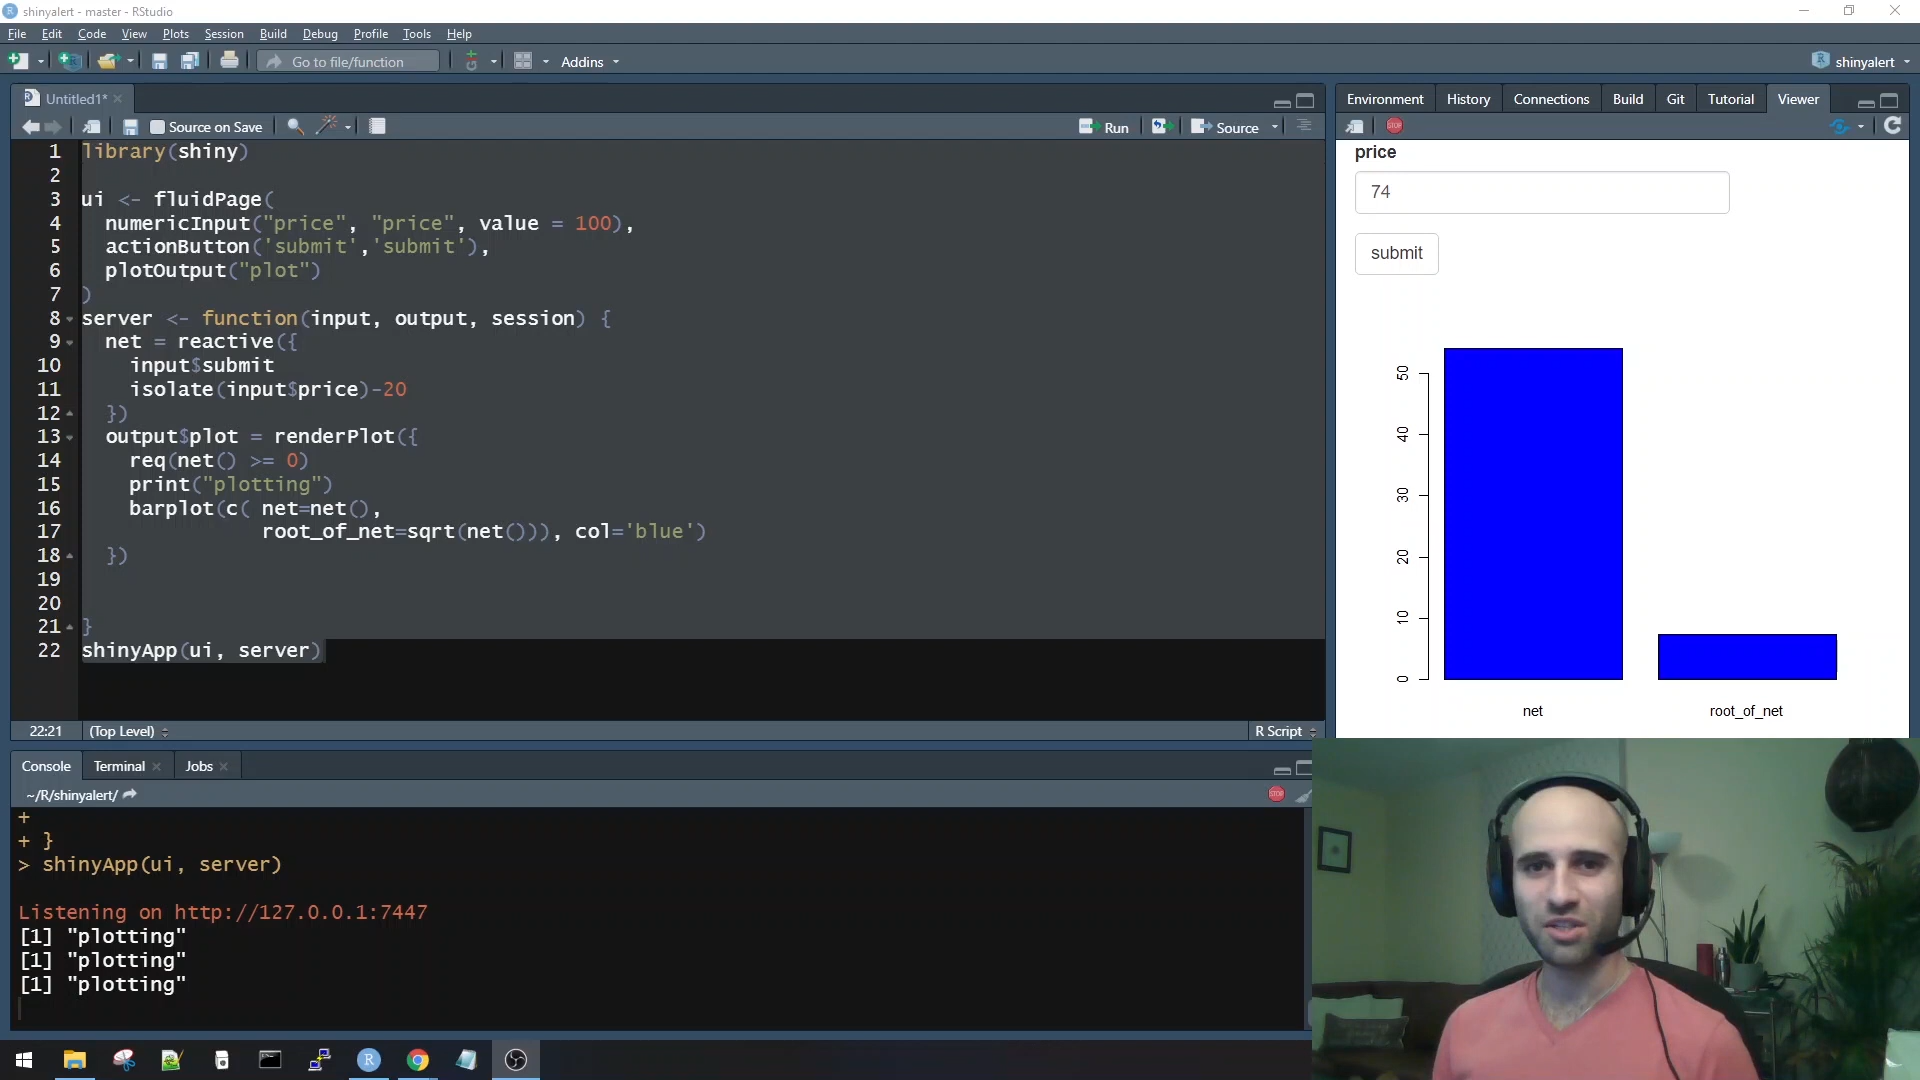 shinyalert - master - RStudio
File Edit Code View Plots Session Build Debug Profile Tools Help
Go to file/function Addins shinyalert
Untitled1*
Source on Save Run Source
1 library(shiny)
2
3 ui <- fluidPage(
4 numericInput("price", "price", value = 100),
5 actionButton('submit','submit'),
6 plotOutput("plot")
7 )
8 server <- function(input, output, session) {
9 net = reactive({
10 input$submit
11 isolate(input$price)-20
12 })
13 output$plot = renderPlot({
14 req(net() >= 0)
15 print("plotting")
16 barplot(c( net=net(),
17 root_of_net=sqrt(net())), col='blue')
18 })
19
20
21 }
22 shinyApp(ui, server)
22:21 (Top Level) R Script
Environment History Connections Build Git Tutorial Viewer
STOP
price
74
submit
50
40
30
20
10
0
net root_of_net
Console Terminal Jobs
~/R/shinyalert/
STOP
+
+ }
> shinyApp(ui, server)
Listening on http://127.0.0.1:7447
[1] "plotting"
[1] "plotting"
[1] "plotting"